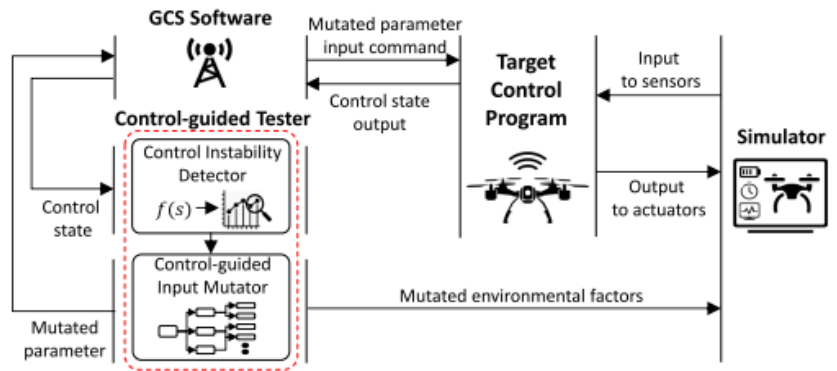 GCS Software
Mutated parameter
input command
Control state
output
Target
Control
Program
Input
to sensors
Output
to actuators
Simulator
Control-guided Tester
Control Instability
Detector
f(s)
Control
state
Control-guided
Input Mutator
Mutated
parameter
Mutated environmental factors